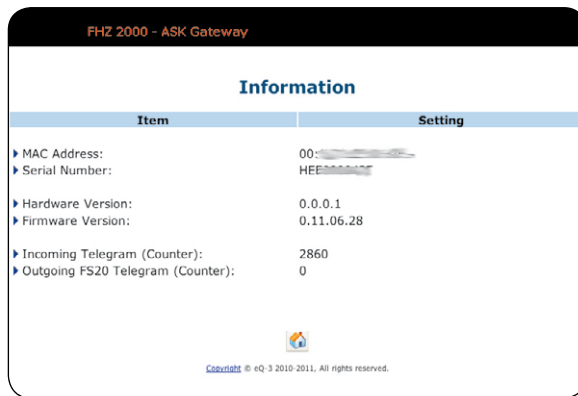 FHZ 2000 - ASK Gateway
Information
Item Setting
MAC Address: 00:
Serial Number:
Hardware Version: 0.0.0.1
Firmware Version: 0.11.06.28
Incoming Telegram (Counter): 2860
Outgoing FS20 Telegram (Counter): 0
Copyright © eQ-3 2010-2011, All rights reserved.